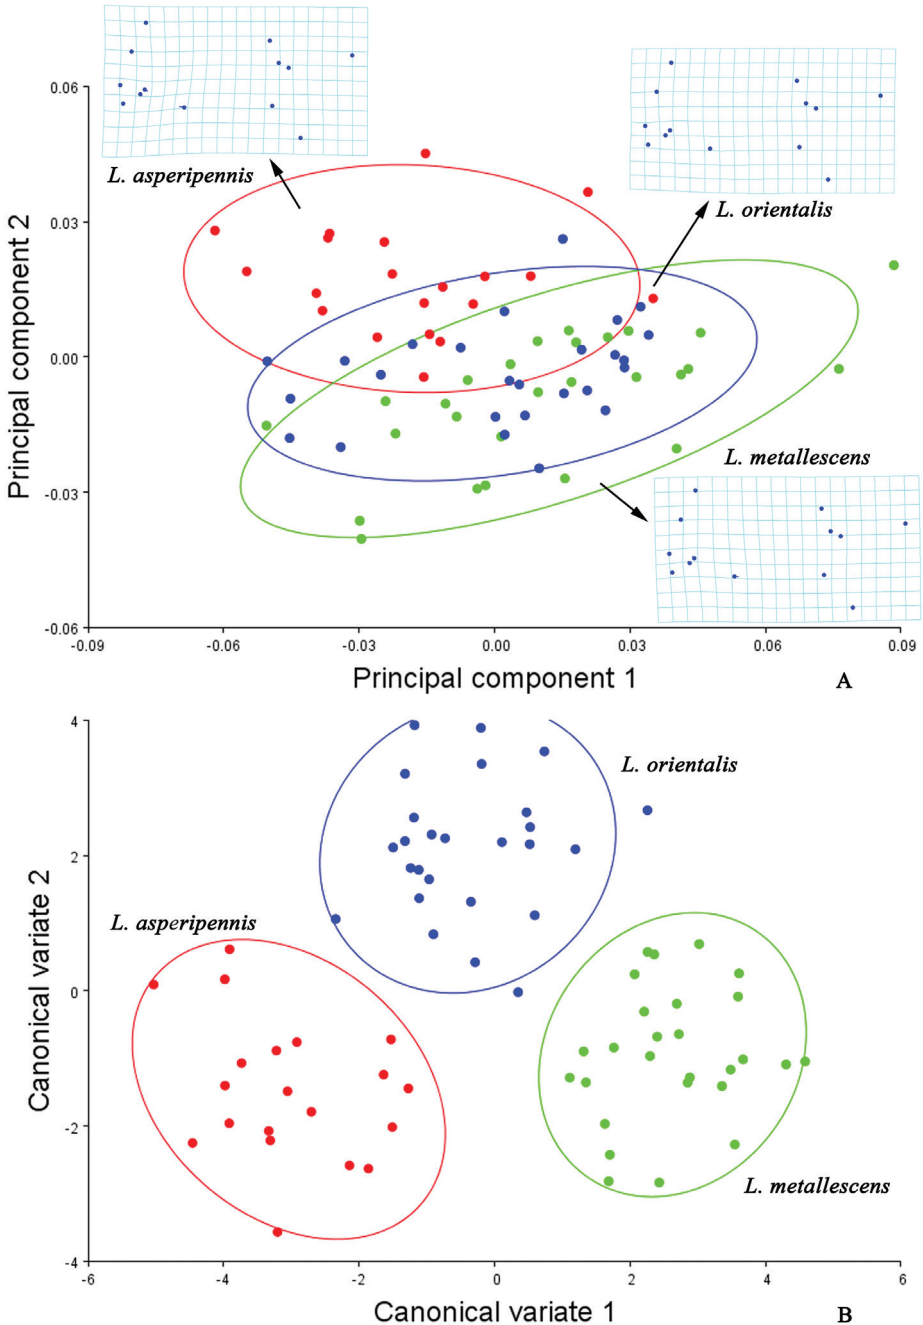 L. asperipennis
L. orientalis
0.06
0.03
0.00
-0.03
-0.06
Principal component 2
L. metallescens
-0.09
-0.06
-0.03
0.00
0.03
0.06
0.09
Principal component 1
A
4
2
0
-2
-4
Canonical variate 2
L. orientalis
L. asperipennis
L. metallescens
-6
-4
-2
0
2
4
6
Canonical variate 1
B